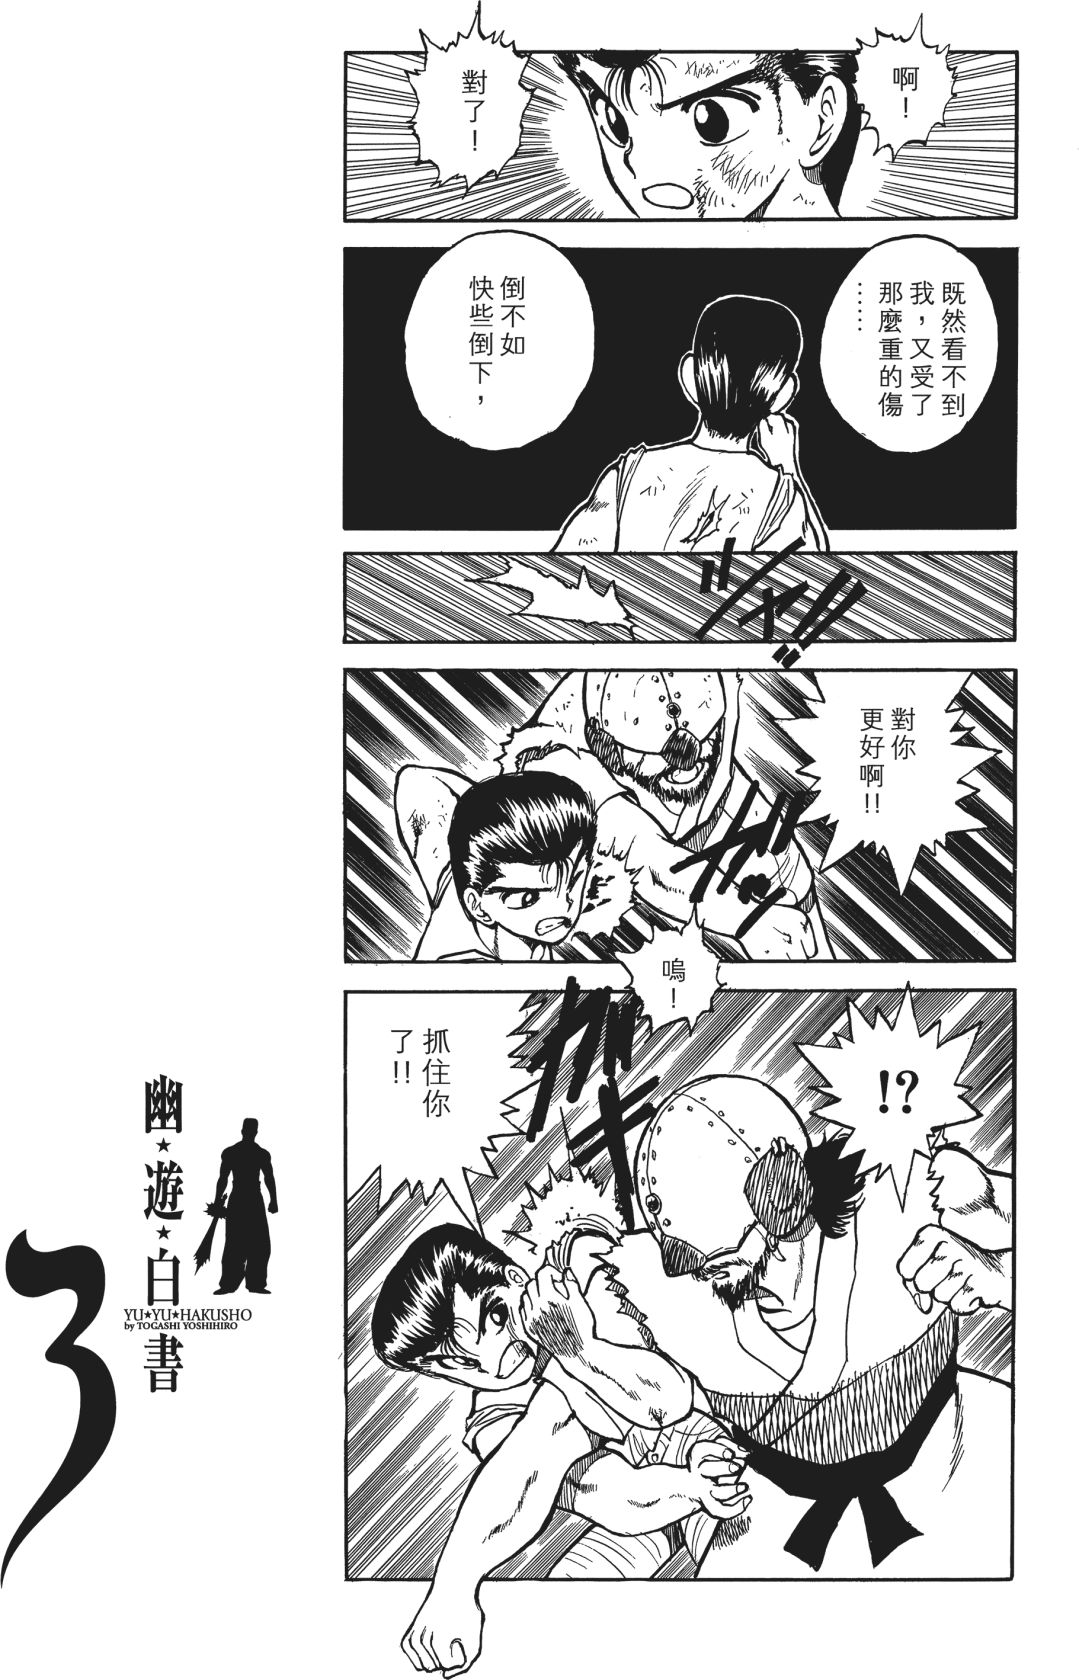 啊！
對了！
既然看不到
我，又受了
那麼重的傷
……
倒不如
快些倒下，
對你
更好啊!!
嗚！
!?
抓住你
了!!
幽★遊★白書
YU★YU★HAKUSHO
by TOGASHI YOSHIHIRO
3